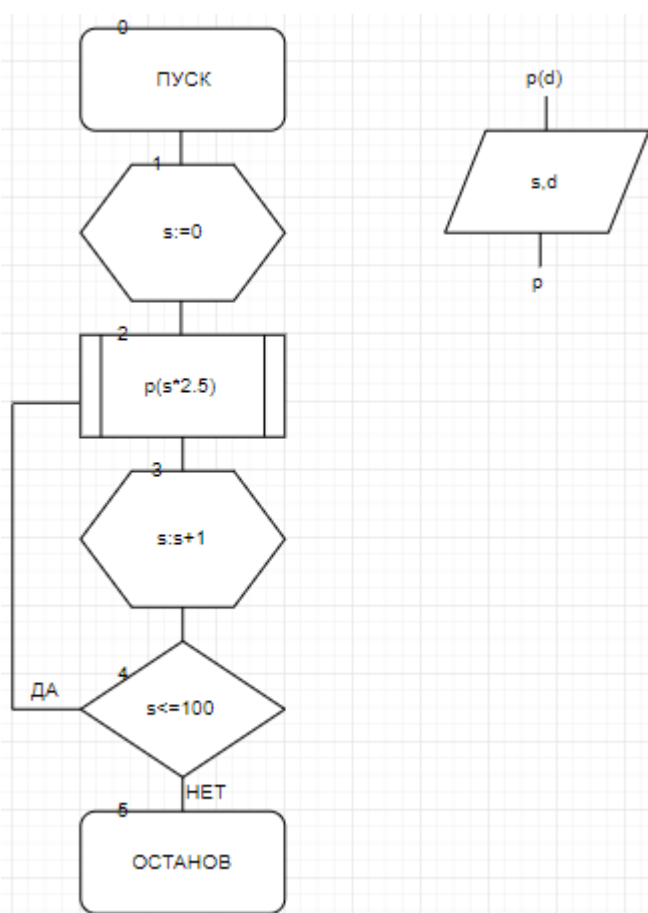 0
ПУСК
1
s:=0
2
p(s*2.5)
3
s:s+1
4
ДА
s<=100
НЕТ
5
ОСТАНОВ
p(d)
s,d
p